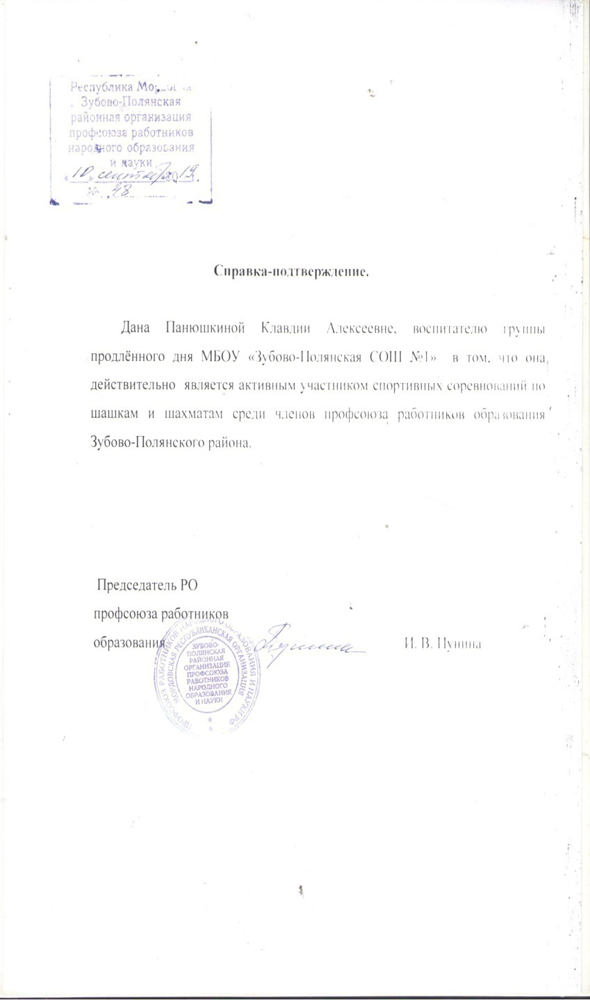 Республика Мордовия
Зубово-Полянская
районная организация
профсоюза работников
народного образования
и науки
«10» сентября 2019.
№ 48
Справка-подтверждение.
Дана Панюшкиной Клавдии Алексеевне, воспитателю группы
продлённого дня МБОУ «Зубово-Полянская СОШ №1» в том, что она,
действительно является активным участником спортивных соревнований по
шашкам и шахматам среди членов профсоюза работников образования
Зубово-Полянского района.
Председатель РО
профсоюза работников
образования
И. В. Пунина
ПРОФСОЮЗ РАБОТНИКОВ НАРОДНОГО ОБРАЗОВАНИЯ И НАУКИ РФ
МОРДОВСКАЯ РЕСПУБЛИКАНСКАЯ ОРГАНИЗАЦИЯ
ЗУБОВО-
ПОЛЯНСКАЯ
РАЙОННАЯ
ОРГАНИЗАЦИЯ
ПРОФСОЮЗА
РАБОТНИКОВ
НАРОДНОГО
ОБРАЗОВАНИЯ
И НАУКИ